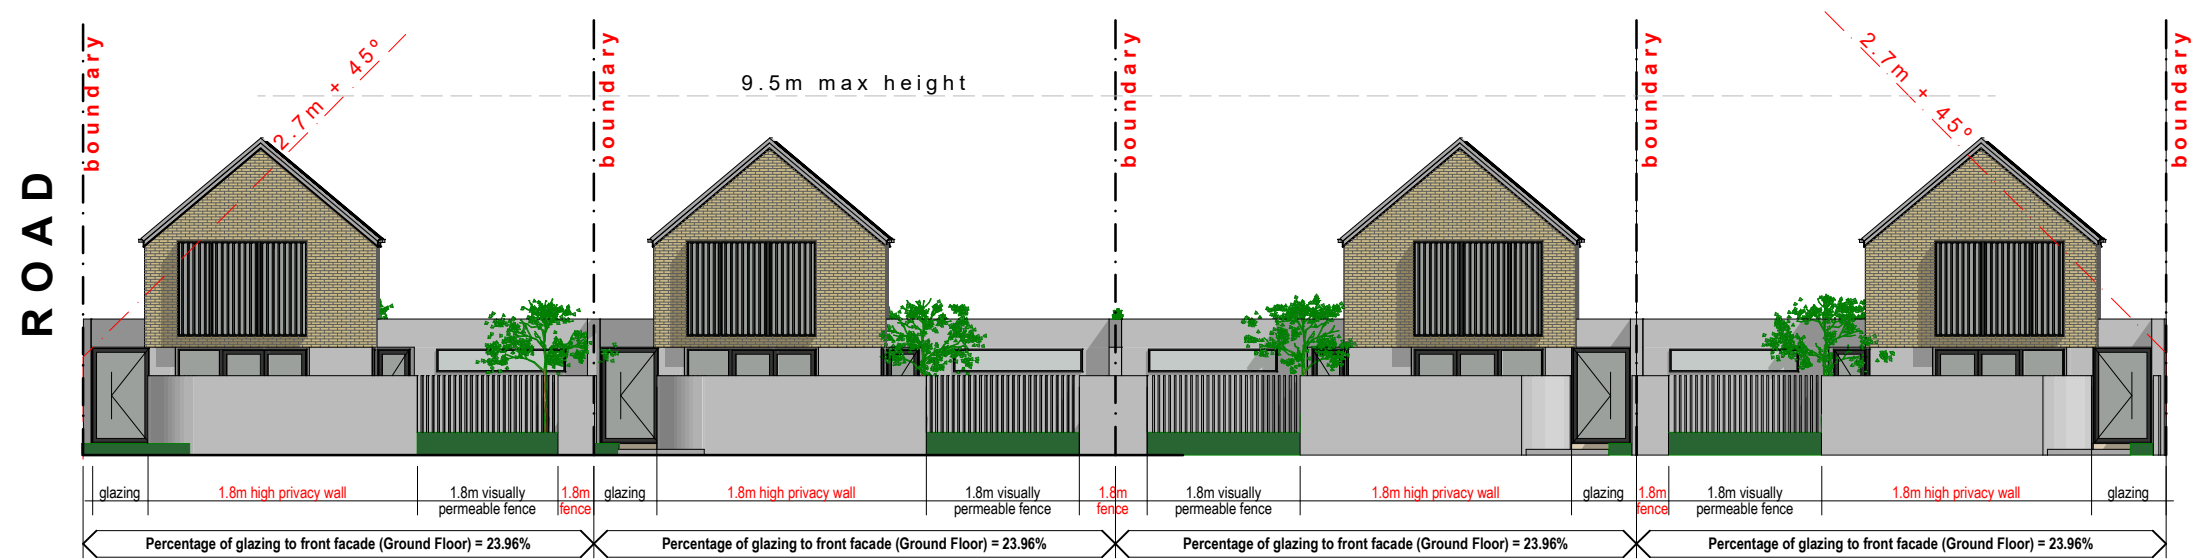 ROAD
boundary
2.7m + 45º
boundary
9.5m max height
boundary
boundary
2.7m + 45º
boundary
glazing
1.8m high privacy wall
1.8m visually
permeable fence
1.8m
fence
glazing
1.8m high privacy wall
1.8m visually
permeable fence
1.8m
fence
1.8m visually
permeable fence
1.8m high privacy wall
glazing
1.8m
fence
1.8m visually
permeable fence
1.8m high privacy wall
glazing
Percentage of glazing to front facade (Ground Floor) = 23.96%
Percentage of glazing to front facade (Ground Floor) = 23.96%
Percentage of glazing to front facade (Ground Floor) = 23.96%
Percentage of glazing to front facade (Ground Floor) = 23.96%